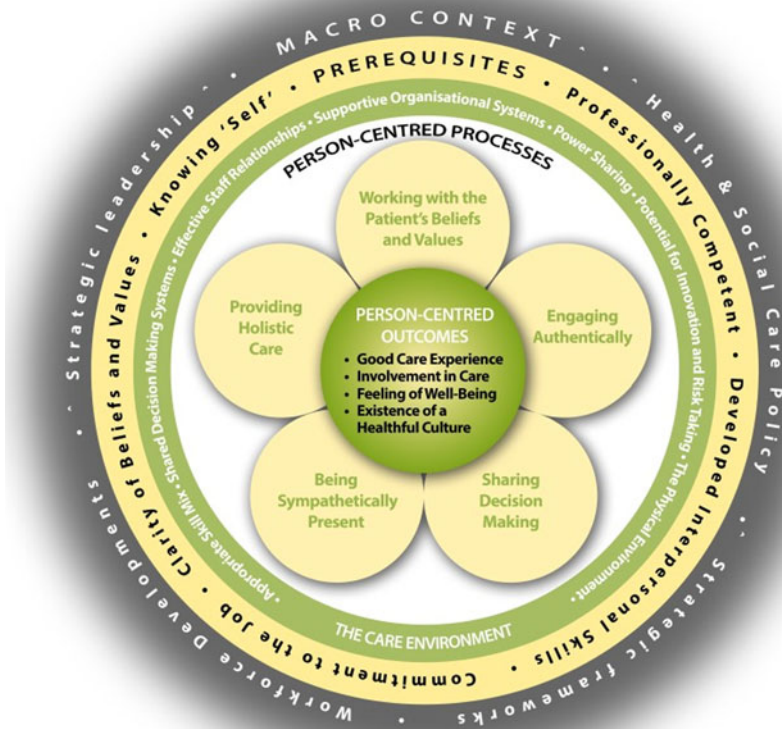 MACRO CONTEXT
Health & Social Care Policy
Strategic frameworks
Workforce Developments
Strategic leadership
PREREQUISITES • Professionally Competent • Developed Interpersonal Skills • Commitment to the Job • Clarity of Beliefs and Values • Knowing ‘Self’ •
• Appropriate Skill Mix • Shared Decision Making Systems • Effective Staff Relationships • Supportive Organisational Systems • Power Sharing • Potential for Innovation and Risk Taking • The Physical Environment •
THE CARE ENVIRONMENT
PERSON-CENTRED PROCESSES
Working with the
Patient’s Beliefs
and Values
Engaging
Authentically
Sharing
Decision
Making
Being
Sympathetically
Present
Providing
Holistic
Care
PERSON-CENTRED
OUTCOMES
• Good Care Experience
• Involvement in Care
• Feeling of Well-Being
• Existence of a
Healthful Culture